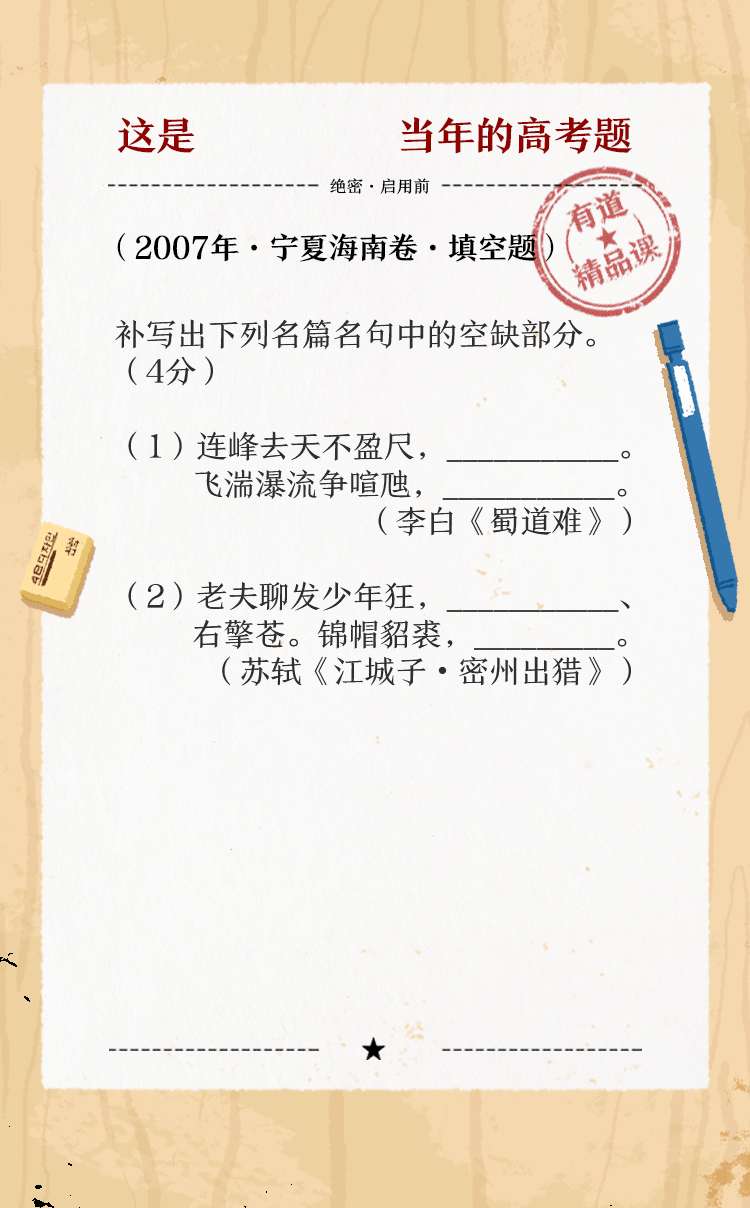 这是 当年的高考题
绝密·启用前
(2007年·宁夏海南卷·填空题)
有道
精品课
补写出下列名篇名句中的空缺部分。
(4分)
(1)连峰去天不盈尺,___________。
飞湍瀑流争喧豗,___________。
(李白《蜀道难》)
(2)老夫聊发少年狂,___________、
右擎苍。锦帽貂裘,_________。
(苏轼《江城子·密州出猎》)